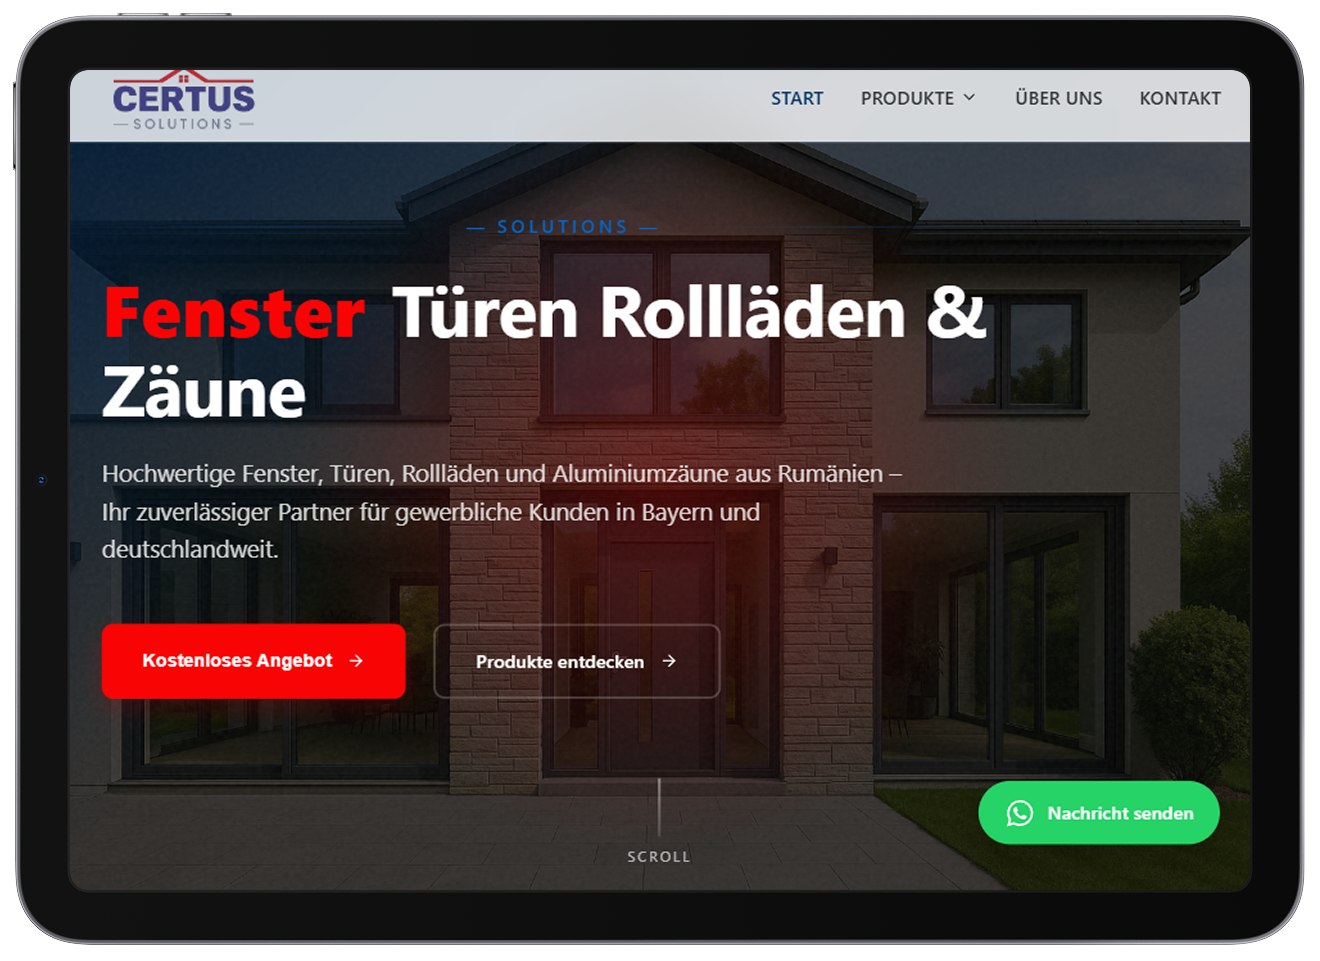 CERTUS
— SOLUTIONS —
START PRODUKTE ÜBER UNS KONTAKT
— SOLUTIONS —
Fenster Türen Rollläden &
Zäune
Hochwertige Fenster, Türen, Rollläden und Aluminiumzäune aus Rumänien –
Ihr zuverlässiger Partner für gewerbliche Kunden in Bayern und
deutschlandweit.
Kostenloses Angebot →
Produkte entdecken →
Nachricht senden
SCROLL